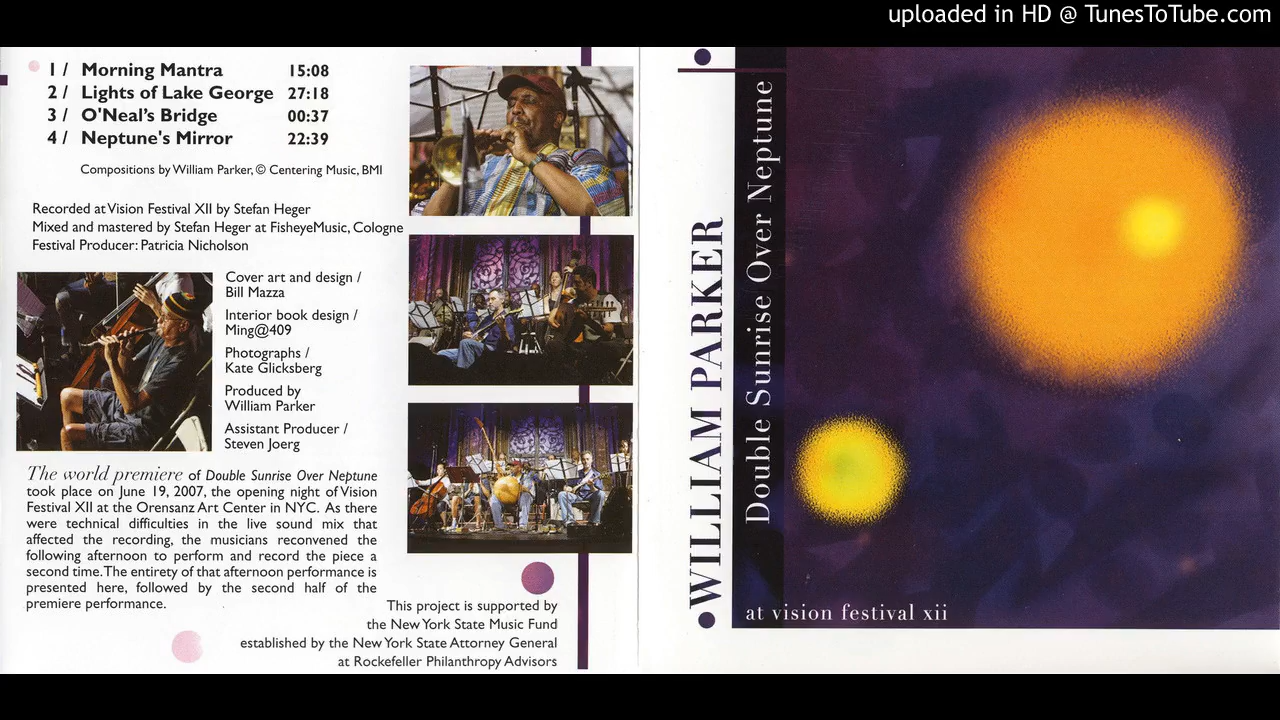 uploaded in HD @ TunesToTube.com
1 / Morning Mantra 15:08
2 / Lights of Lake George 27:18
3 / O'Neal's Bridge 00:37
4 / Neptune's Mirror 22:39
Compositions by William Parker, © Centering Music, BMI
Recorded at Vision Festival XII by Stefan Heger
Mixed and mastered by Stefan Heger at FisheyeMusic, Cologne
Festival Producer: Patricia Nicholson
Cover art and design /
Bill Mazza
Interior book design /
Ming@409
Photographs /
Kate Glicksberg
Produced by
William Parker
Assistant Producer /
Steven Joerg
The world premiere of Double Sunrise Over Neptune
took place on June 19, 2007, the opening night of Vision
Festival XII at the Orensanz Art Center in NYC. As there
were technical difficulties in the live sound mix that
affected the recording, the musicians reconvened the
following afternoon to perform and record the piece a
second time. The entirety of that afternoon performance is
presented here, followed by the second half of the
premiere performance.
This project is supported by
the New York State Music Fund
established by the New York State Attorney General
at Rockefeller Philanthropy Advisors
WILLIAM PARKER
Double Sunrise Over Neptune
at vision festival xii